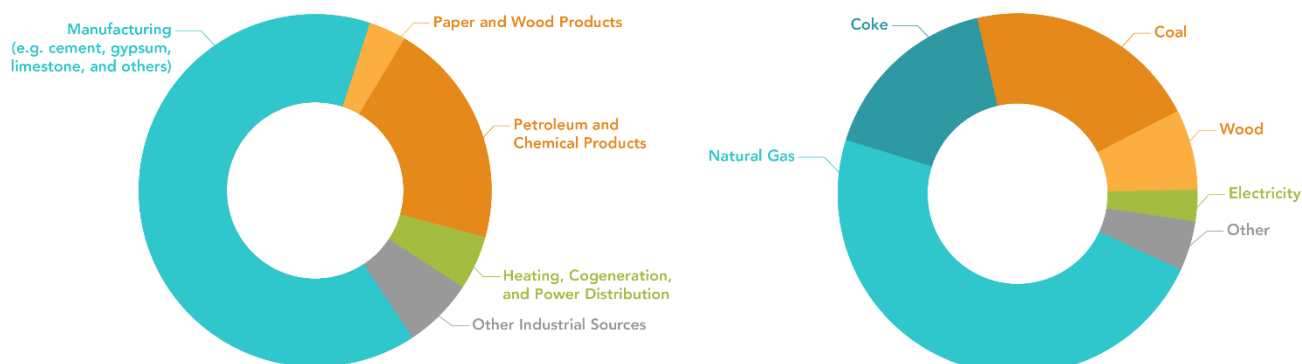 Manufacturing
(e.g. cement, gypsum,
limestone, and others)
Paper and Wood Products
Petroleum and
Chemical Products
Heating, Cogeneration,
and Power Distribution
Other Industrial Sources
Coke
Coal
Wood
Natural Gas
Electricity
Other